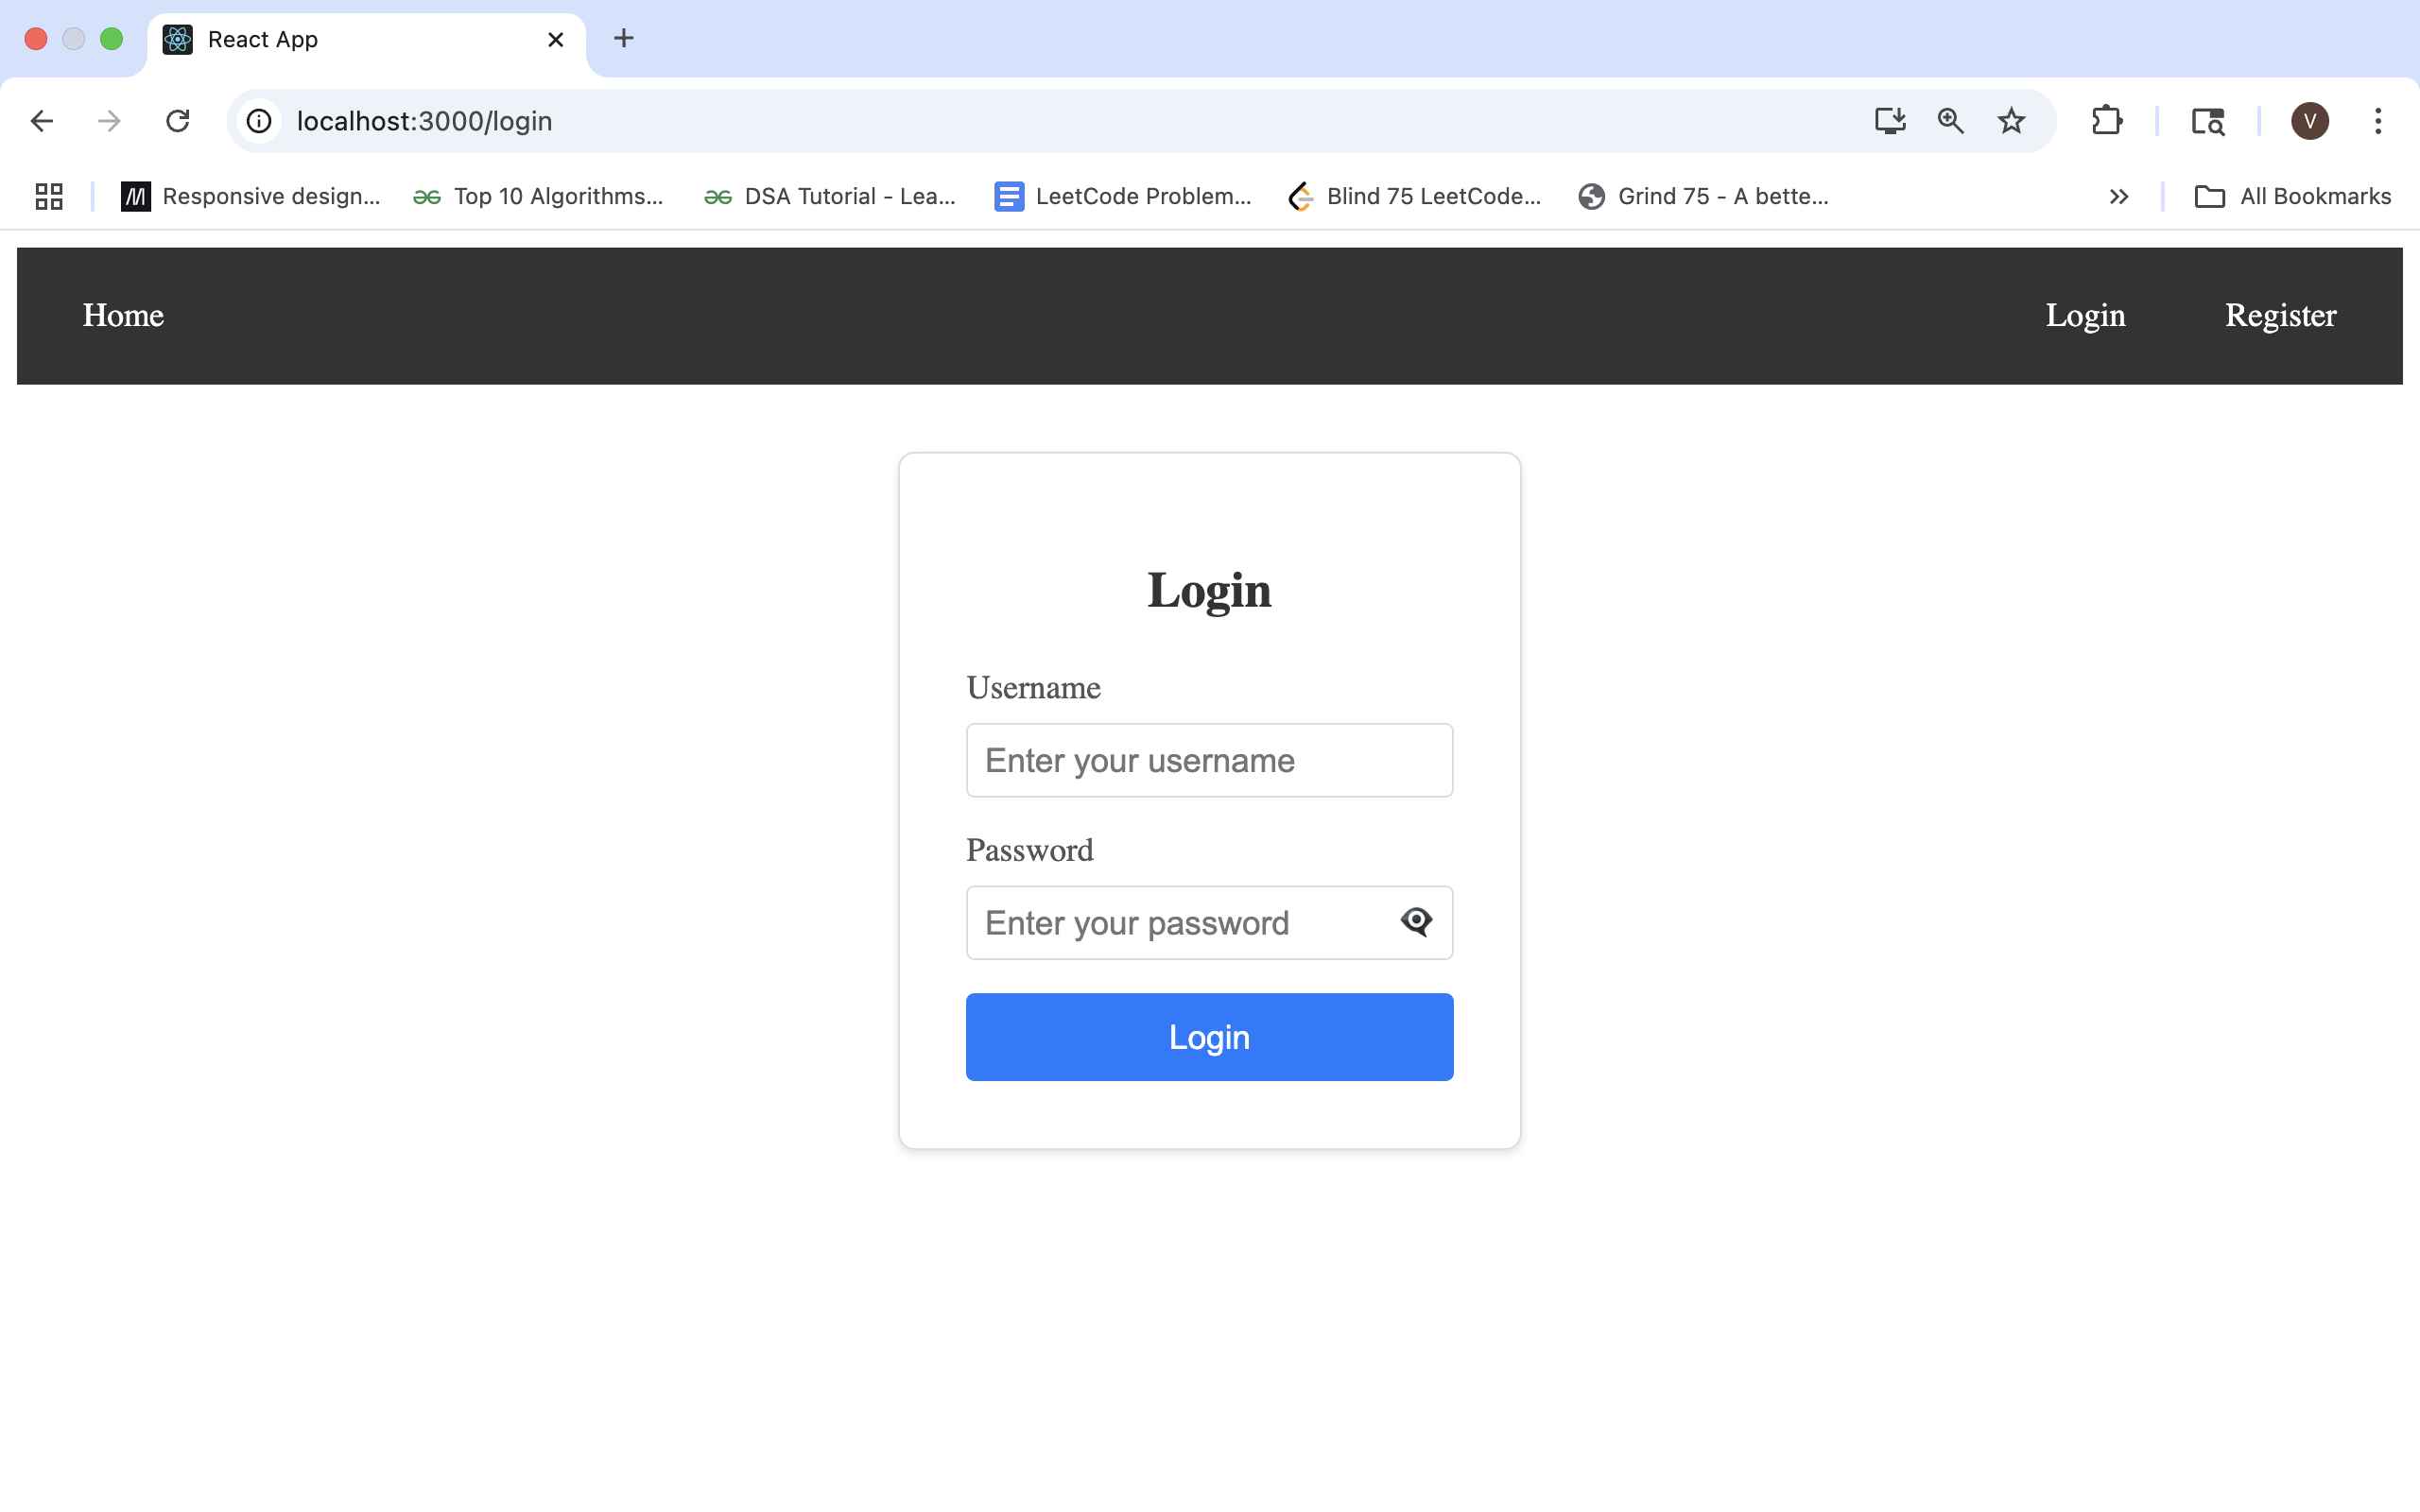 React App
localhost:3000/login
V
Responsive design...
Top 10 Algorithms...
DSA Tutorial - Lea...
LeetCode Problem...
Blind 75 LeetCode...
Grind 75 - A bette...
All Bookmarks
Home
Login
Register
Login
Username
Enter your username
Password
Enter your password
Login